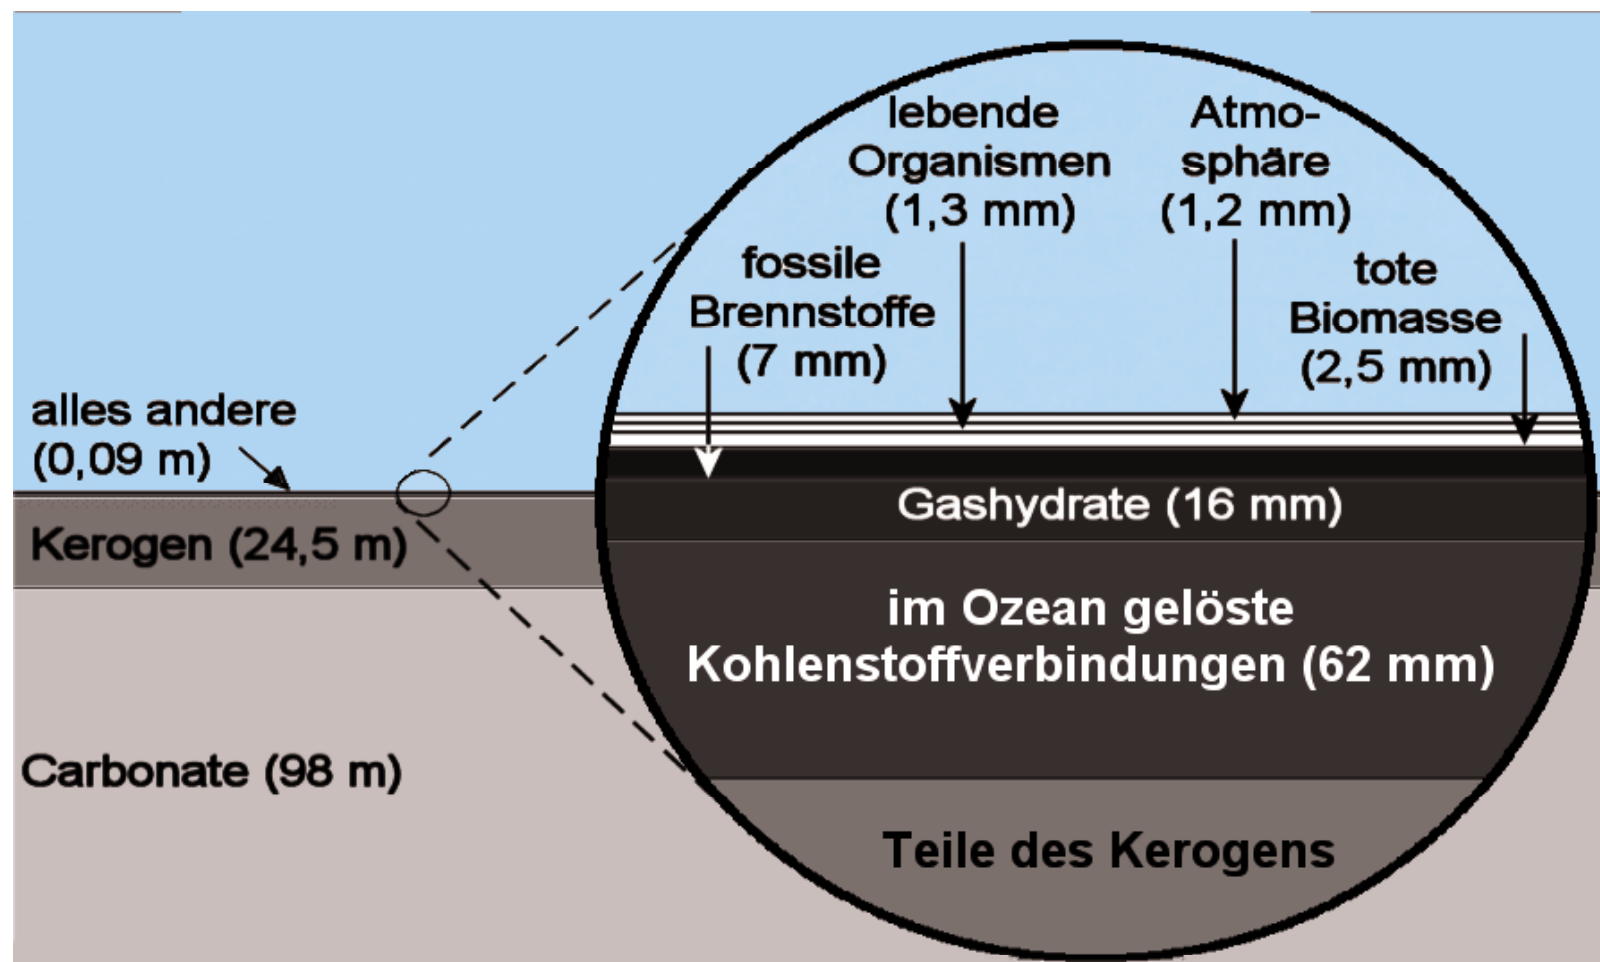 lebende
Organismen
(1,3 mm)
Atmo-
sphäre
(1,2 mm)
fossile
Brennstoffe
(7 mm)
tote
Biomasse
(2,5 mm)
alles andere
(0,09 m)
Kerogen (24,5 m)
Carbonate (98 m)
Gashydrate (16 mm)
im Ozean gelöste
Kohlenstoffverbindungen (62 mm)
Teile des Kerogens